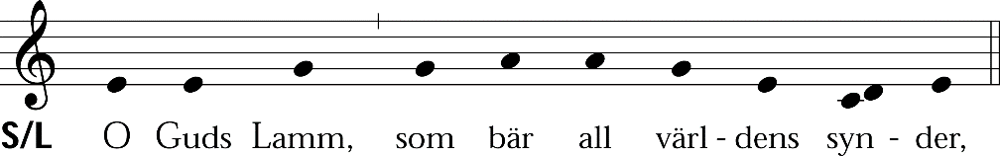 S/L O Guds Lamm, som bär all värl - dens syn - der,